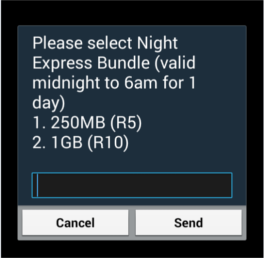 Please select Night
Express Bundle (valid
midnight to 6am for 1
day)
1. 250MB (R5)
2. 1GB (R10)
Cancel
Send